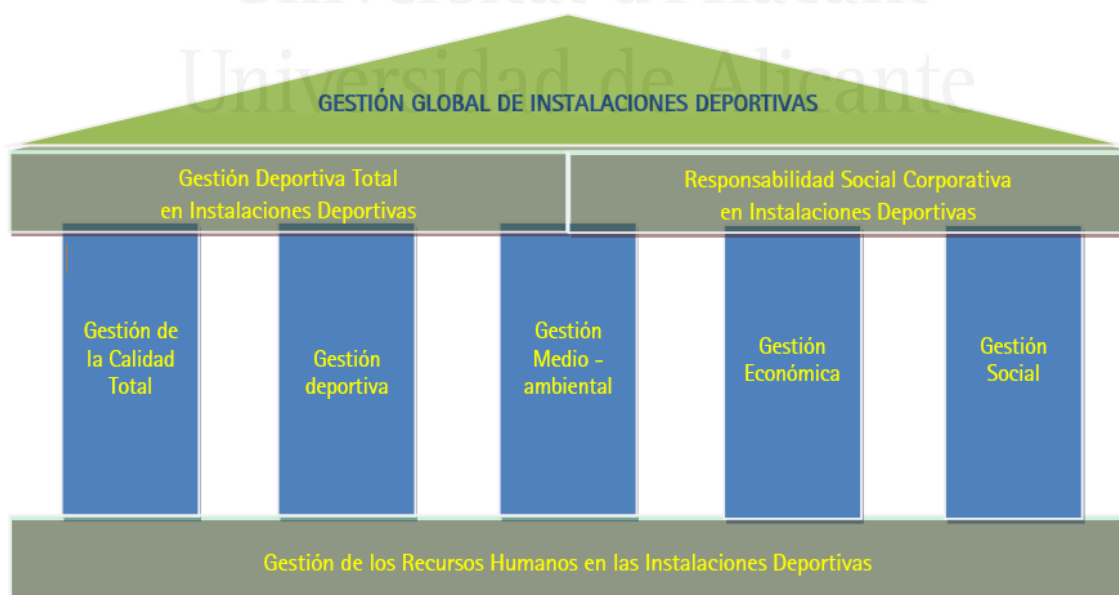 Universitat d'Alacant
Universidad de Alicante
GESTIÓN GLOBAL DE INSTALACIONES DEPORTIVAS
Gestión Deportiva Total
en Instalaciones Deportivas
Responsabilidad Social Corporativa
en Instalaciones Deportivas
Gestión de
la Calidad
Total
Gestión
deportiva
Gestión
Medio -
ambiental
Gestión
Económica
Gestión
Social
Gestión de los Recursos Humanos en las Instalaciones Deportivas